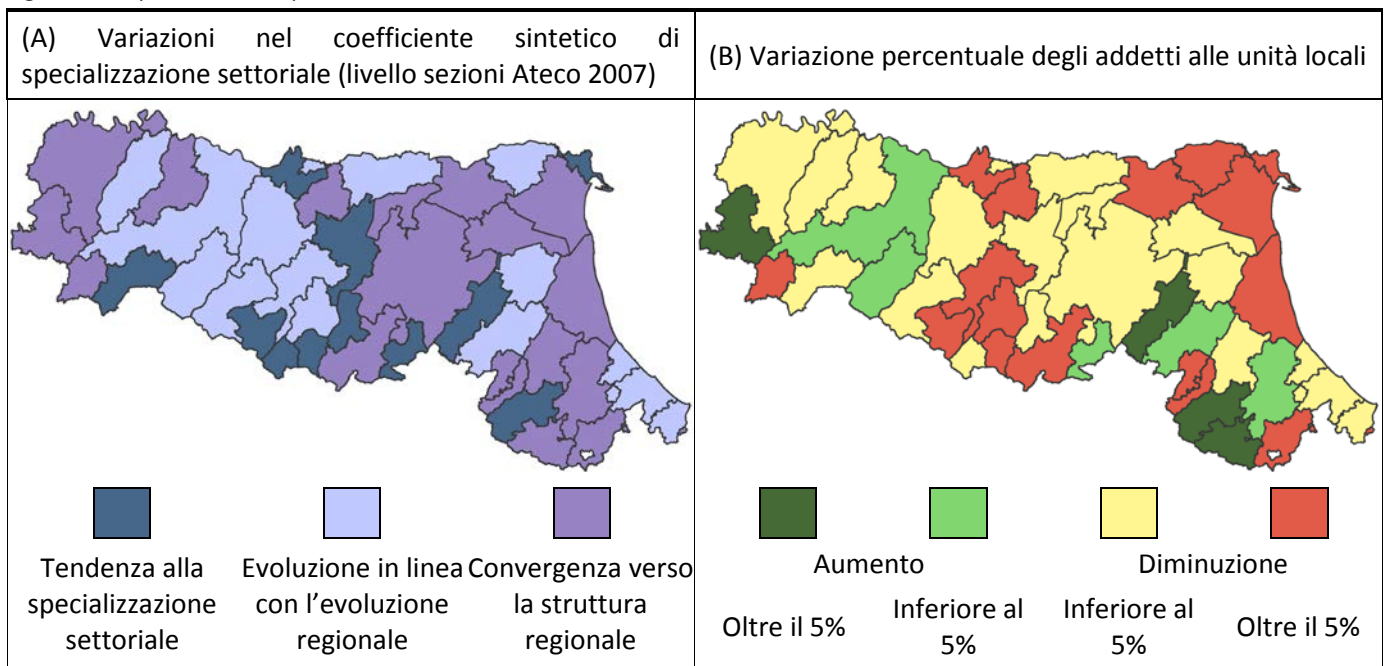 (A) Variazioni nel coefficiente sintetico di
specializzazione settoriale (livello sezioni Ateco 2007)
(B) Variazione percentuale degli addetti alle unità locali
Tendenza alla
specializzazione
settoriale
Evoluzione in linea
con l’evoluzione
regionale
Convergenza verso
la struttura
regionale
Aumento
Diminuzione
Oltre il 5%
Inferiore al
5%
Inferiore al
5%
Oltre il 5%